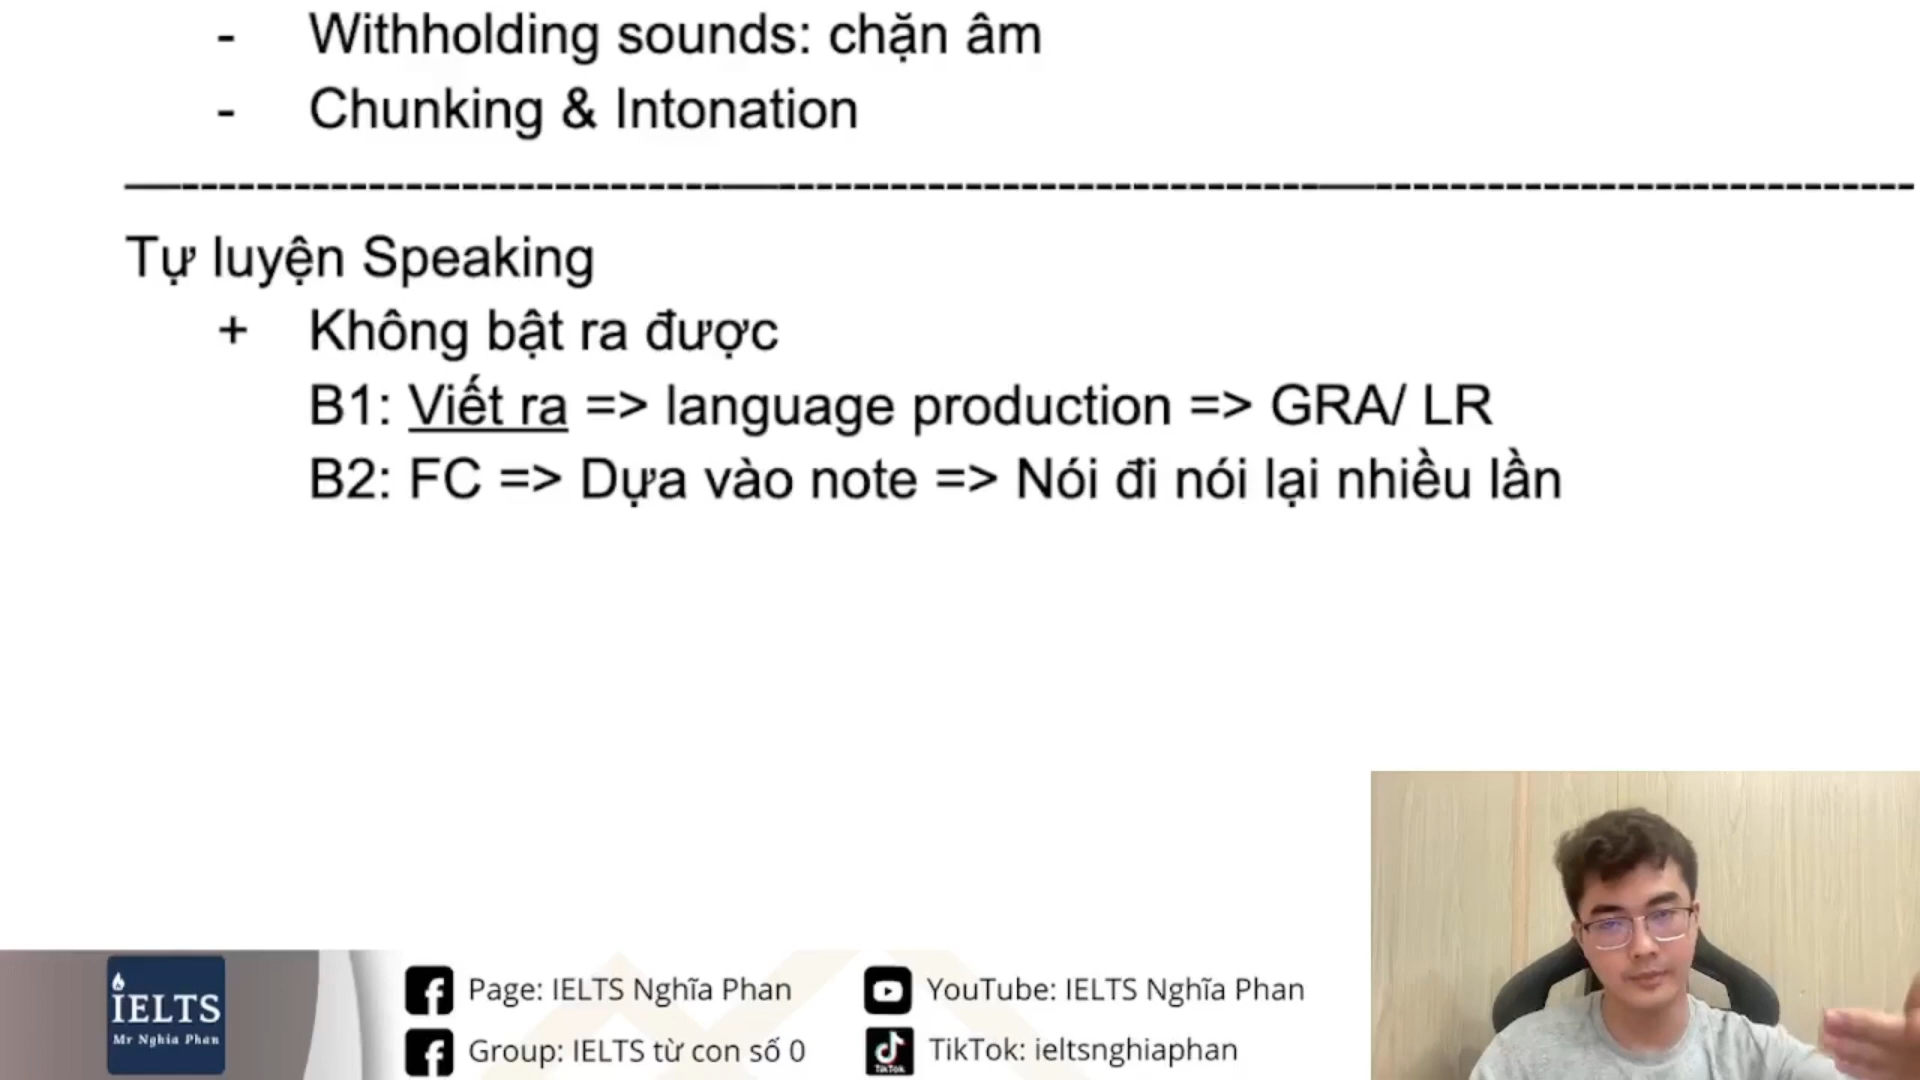 - Withholding sounds: chặn âm
- Chunking & Intonation
—-----------------------------—-----------------------------—-----------------------------
Tự luyện Speaking
+ Không bật ra được
B1: Viết ra => language production => GRA/ LR
B2: FC => Dựa vào note => Nói đi nói lại nhiều lần
IELTS
Mr Nghia Phan
Page: IELTS Nghĩa Phan
YouTube: IELTS Nghĩa Phan
Group: IELTS từ con số 0
TikTok
TikTok: ieltsnghiaphan